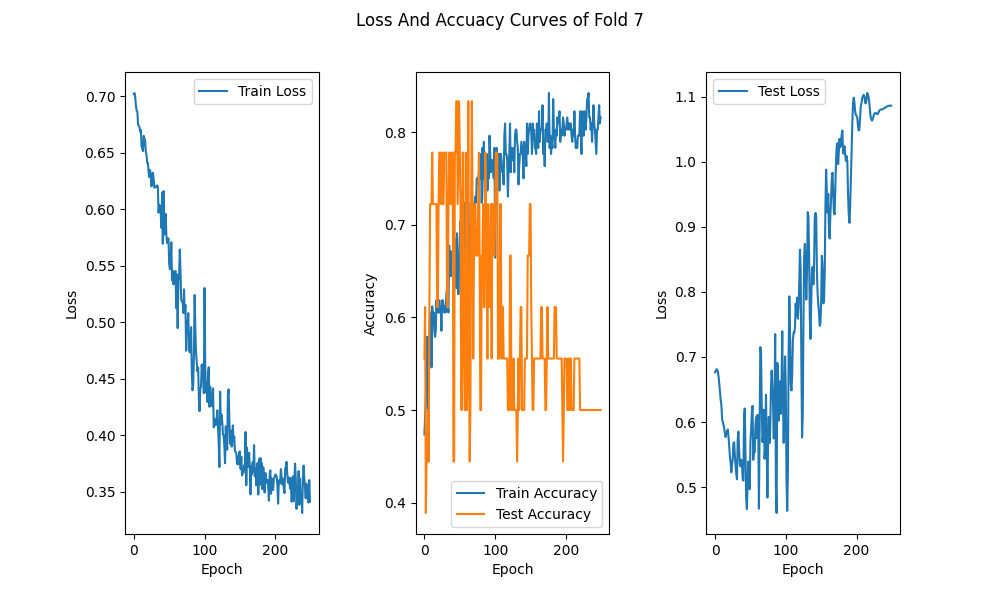 Loss And Accuacy Curves of Fold 7
Train Loss
0.70
0.65
0.60
0.55
0.50
0.45
0.40
0.35
Loss
0 100 200
Epoch
0.8
0.7
0.6
0.5
0.4
Accuracy
Train Accuracy
Test Accuracy
0 100 200
Epoch
Test Loss
1.1
1.0
0.9
0.8
0.7
0.6
0.5
Loss
0 100 200
Epoch